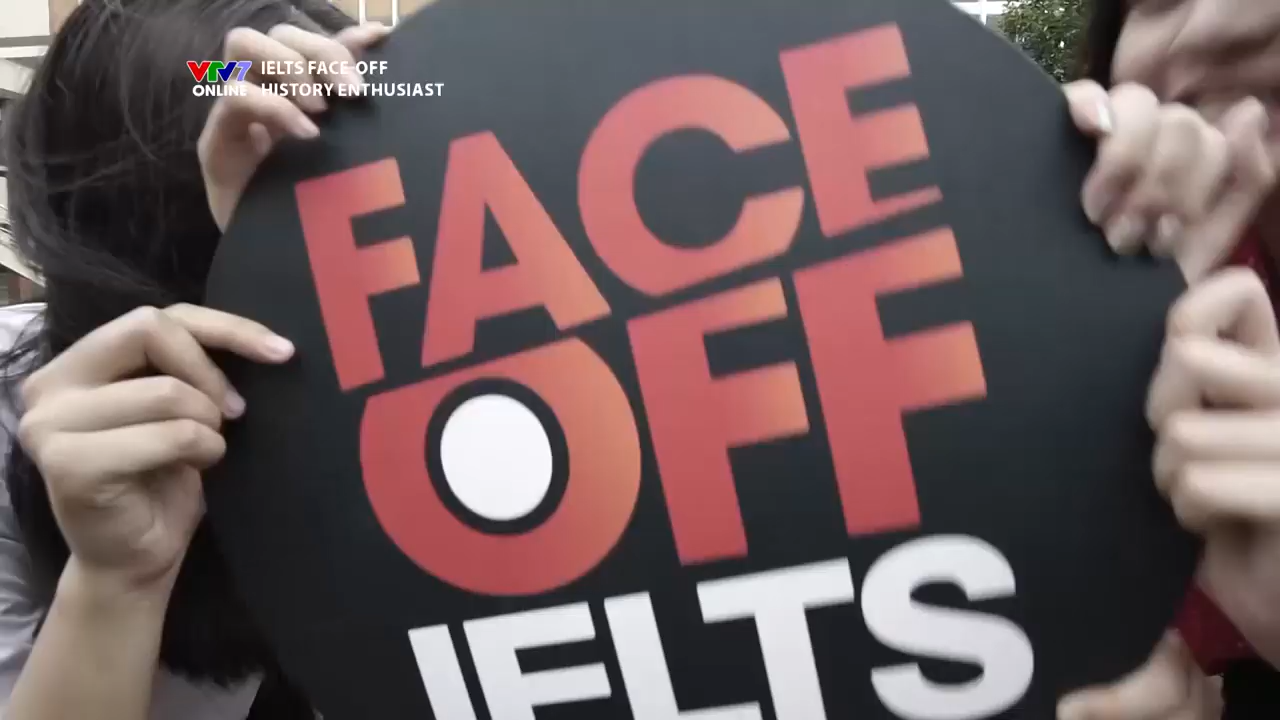 VTV7
ONLINE
IELTS FACE-OFF
HISTORY ENTHUSIAST
FACE
OFF
IELTS